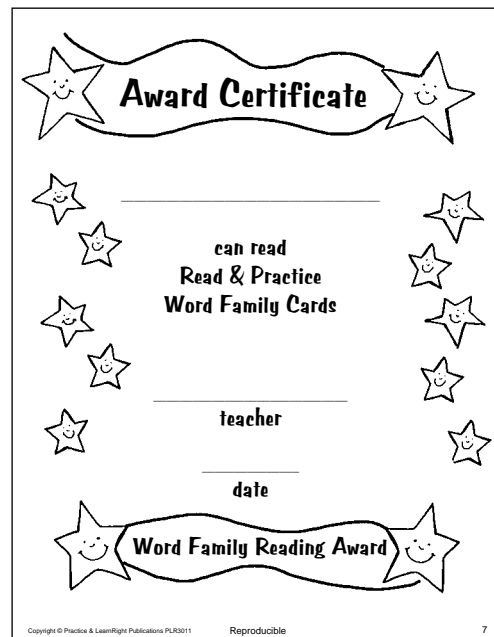 Award Certificate
can read
Read & Practice
Word Family Cards
teacher
date
Word Family Reading Award
Copyright © Practice & LearnRight Publications PLR3011 Reproducible 7